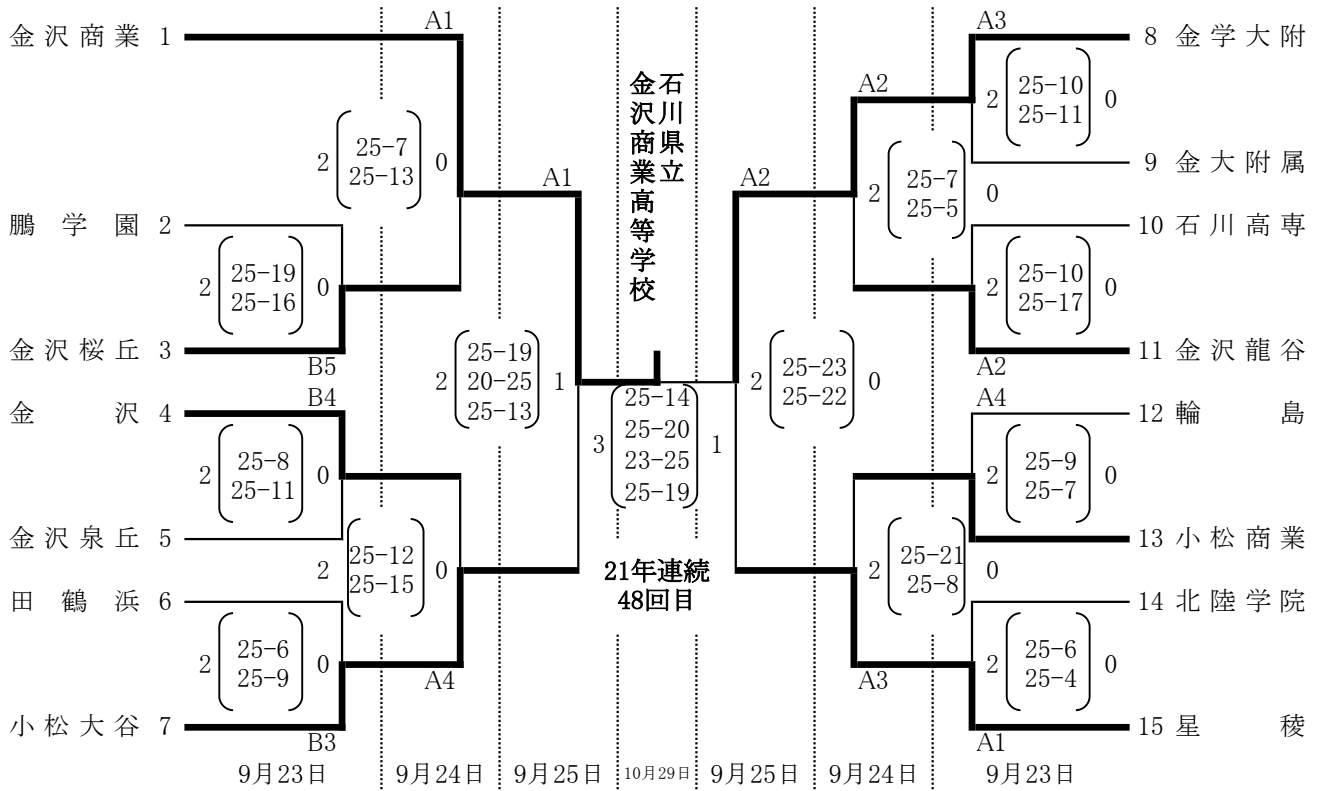 A1
金沢商業 1
2
25-7
25-13
0
鵬学園 2
2
25-19
25-16
0
金沢桜丘 3
B5
B4
金沢 4
2
25-8
25-11
0
金沢泉丘 5
2
25-12
25-15
0
田鶴浜 6
2
25-6
25-9
0
A4
小松大谷 7
B3
A1
2
25-19
20-25
25-13
1
石川県立
金沢商業高等学校
3
25-14
25-20
23-25
25-19
1
21年連続
48回目
A2
2
25-23
25-22
0
A3
8 金学大附
A2
2
25-10
25-11
0
9 金大附属
2
25-7
25-5
0
10 石川高専
2
25-10
25-17
0
11 金沢龍谷
A2
A4
12 輪島
2
25-9
25-7
0
13 小松商業
2
25-21
25-8
0
14 北陸学院
2
25-6
25-4
0
A3
15 星稜
A1
9月23日 9月24日 9月25日 10月29日 9月25日 9月24日 9月23日